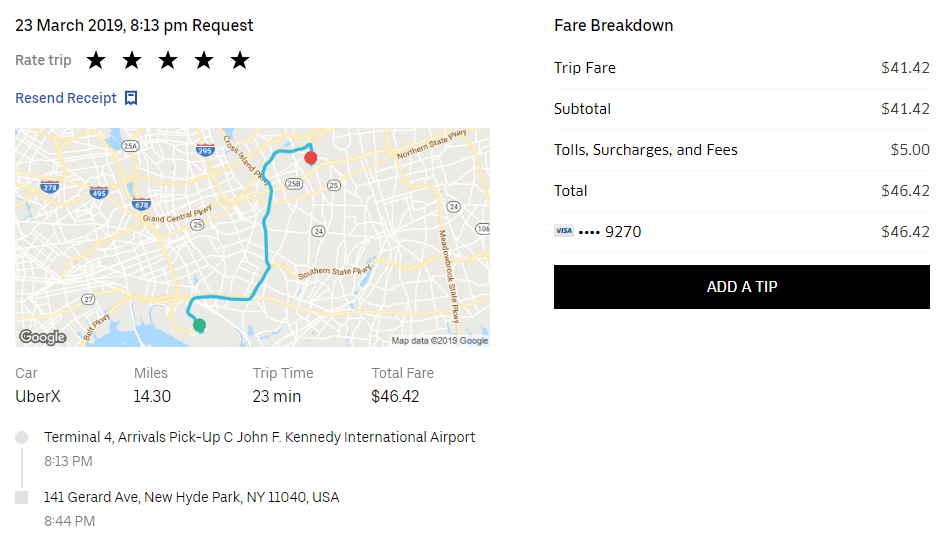 23 March 2019, 8:13 pm Request
Rate trip
Resend Receipt
25A
295
Cross Island Pkwy
Northern State Pkwy
278
495
678
25B
25
Grand Central Pkwy
25
24
24
106
Southern State Pkwy
Meadowbrook State Pkwy
27
Belt Pkwy
Google
Map data ©2019 Google
Car
Miles
Trip Time
Total Fare
UberX
14.30
23 min
$46.42
Terminal 4, Arrivals Pick-Up C John F. Kennedy International Airport
8:13 PM
141 Gerard Ave, New Hyde Park, NY 11040, USA
8:44 PM
Fare Breakdown
Trip Fare $41.42
Subtotal $41.42
Tolls, Surcharges, and Fees $5.00
Total $46.42
VISA •••• 9270 $46.42
ADD A TIP